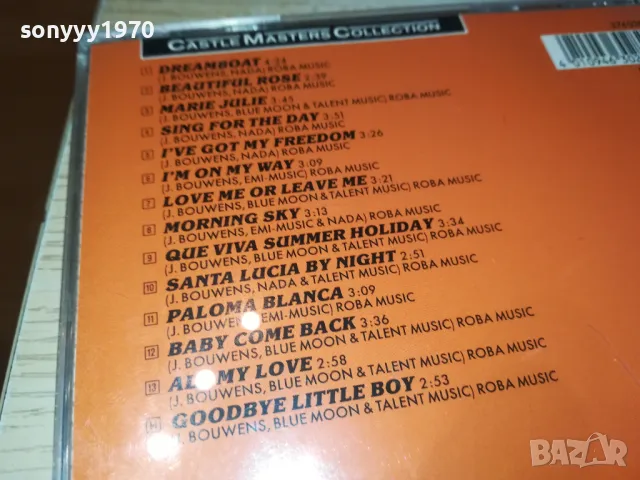 sonyyy1970
CASTLE MASTERS COLLECTION
1 DREAMBOAT 4:24
(J. BOUWENS, NADA) ROBA MUSIC
2 BEAUTIFUL ROSE 2:59
(J. BOUWENS, NADA) ROBA MUSIC
3 MARIE JULIE 3:45
(J. BOUWENS, BLUE MOON & TALENT MUSIC) ROBA MUSIC
4 SING FOR THE DAY 3:51
(J. BOUWENS, NADA) ROBA MUSIC
5 I'VE GOT MY FREEDOM 3:26
(J. BOUWENS, NADA) ROBA MUSIC
6 I'M ON MY WAY 3:09
(J. BOUWENS, EMI-MUSIC) ROBA MUSIC
7 LOVE ME OR LEAVE ME 3:21
(J. BOUWENS, BLUE MOON & TALENT MUSIC) ROBA MUSIC
8 MORNING SKY 3:13
(J. BOUWENS, EMI-MUSIC & NADA) ROBA MUSIC
9 QUE VIVA SUMMER HOLIDAY 3:34
(J. BOUWENS, BLUE MOON & TALENT MUSIC) ROBA MUSIC
10 SANTA LUCIA BY NIGHT 2:51
(J. BOUWENS, NADA & TALENT MUSIC) ROBA MUSIC
11 PALOMA BLANCA 3:09
(J. BOUWENS, EMI-MUSIC) ROBA MUSIC
12 BABY COME BACK 3:36
(J. BOUWENS, BLUE MOON & TALENT MUSIC) ROBA MUSIC
13 ALL MY LOVE 2:58
(J. BOUWENS, BLUE MOON & TALENT MUSIC) ROBA MUSIC
14 GOODBYE LITTLE BOY 2:53
(J. BOUWENS, BLUE MOON & TALENT MUSIC) ROBA MUSIC
BAZAR